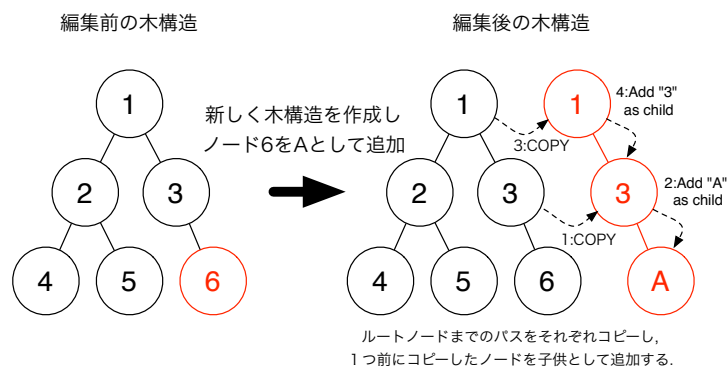 編集前の木構造
編集後の木構造
1
2
3
4
5
6
新しく木構造を作成し
ノード6をAとして追加
1
2
3
4
5
6
1
3
A
3:COPY
4:Add "3"
as child
1:COPY
2:Add "A"
as child
ルートノードまでのパスをそれぞれコピーし,
1つ前にコピーしたノードを子供として追加する.